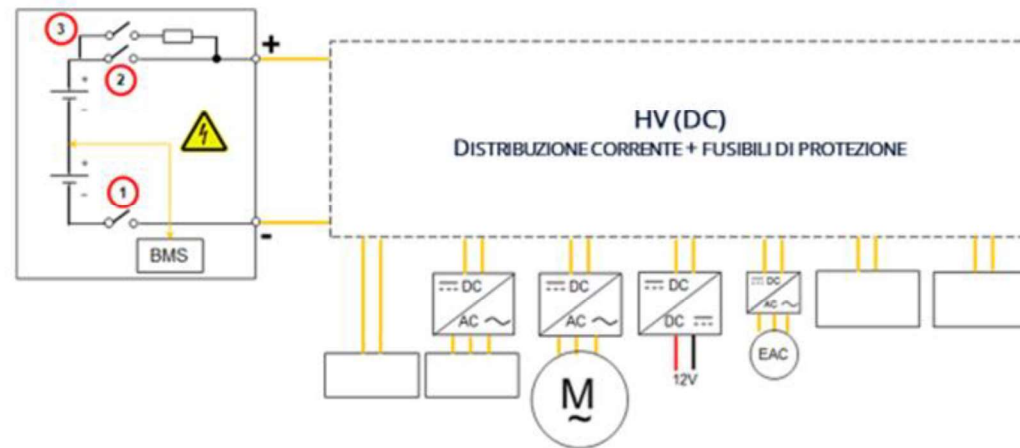 3
+
2
+
-
HV (DC)
DISTRIBUZIONE CORRENTE + FUSIBILI DI PROTEZIONE
+
-
1
-
BMS
DC
AC
DC
AC
DC
DC
12V
DC
AC
EAC
M
~